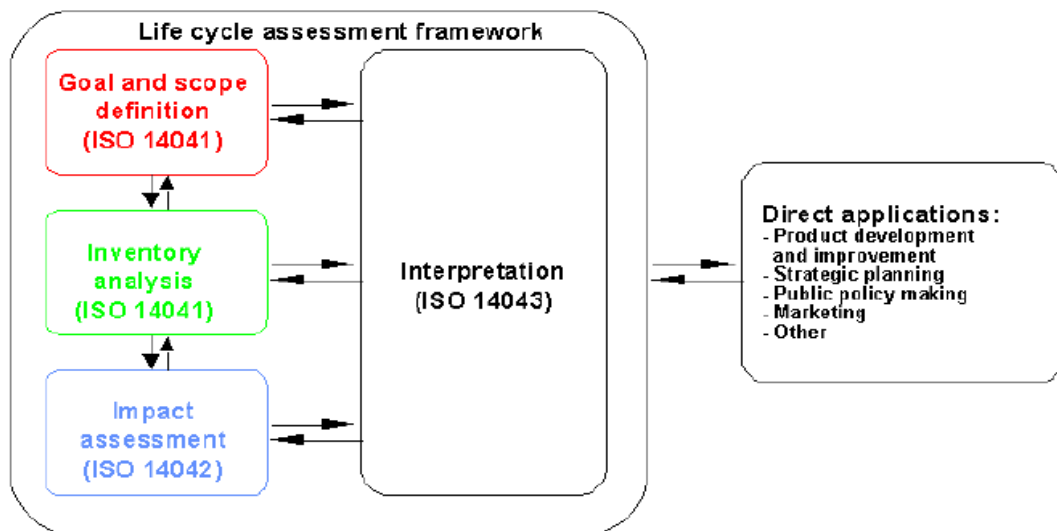 Life cycle assessment framework
Goal and scope
definition
(ISO 14041)
Inventory
analysis
(ISO 14041)
Impact
assessment
(ISO 14042)
Interpretation
(ISO 14043)
Direct applications:
- Product development
and improvement
- Strategic planning
- Public policy making
- Marketing
- Other